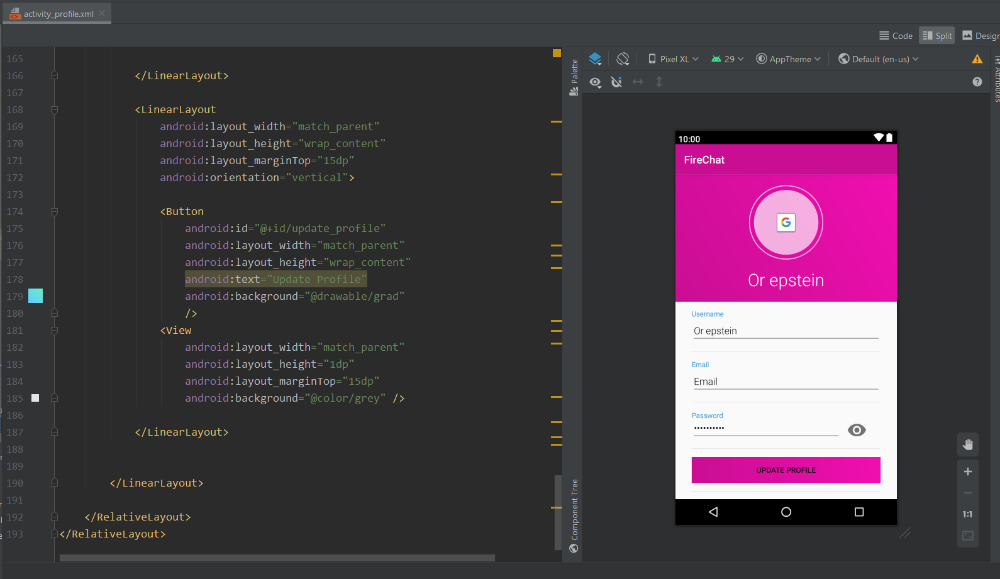 activity_profile.xml
Code Split Design
165
166 </LinearLayout>
167
168 <LinearLayout
169 android:layout_width="match_parent"
170 android:layout_height="wrap_content"
171 android:layout_marginTop="15dp"
172 android:orientation="vertical">
173
174 <Button
175 android:id="@+id/update_profile"
176 android:layout_width="match_parent"
177 android:layout_height="wrap_content"
178 android:text="Update Profile"
179 android:background="@drawable/grad"
180 />
181 <View
182 android:layout_width="match_parent"
183 android:layout_height="1dp"
184 android:layout_marginTop="15dp"
185 android:background="@color/grey" />
186
187 </LinearLayout>
188
189
190 </LinearLayout>
191
192 </RelativeLayout>
193 </RelativeLayout>
Palette
Component Tree
Pixel XL 29 AppTheme Default (en-us)
Attributes
10:00
FireChat
G
Or epstein
Username
Or epstein
Email
Email
Password
••••••••••
UPDATE PROFILE
1:1